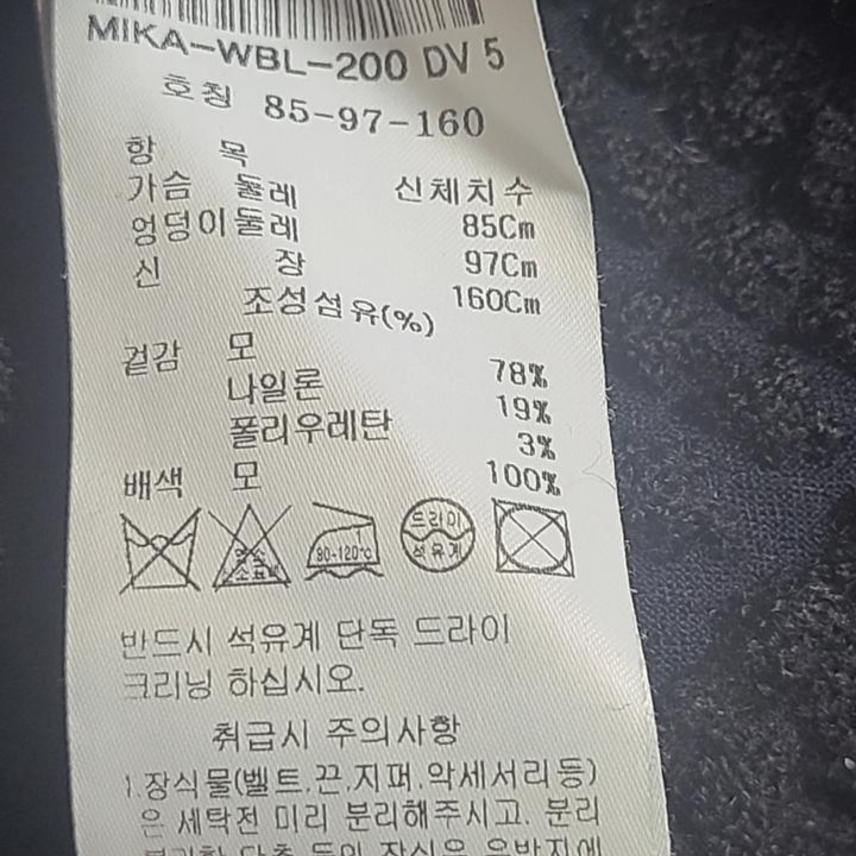 MIKA-WBL-200 DV 5
호칭 85-97-160
항 목 신체치수
가슴 둘레 85Cm
엉덩이둘레 97Cm
신 장 160Cm
조성섬유(%)
겉감 모 78%
나일론 19%
폴리우레탄 3%
배색 모 100%
염소 드라이
표백 80-120℃ 석유계
반드시 석유계 단독 드라이
크리닝 하십시오.
취급시 주의사항
1.장식물(벨트.끈.지퍼.악세서리등)
은 세탁전 미리 분리해주시고. 분리